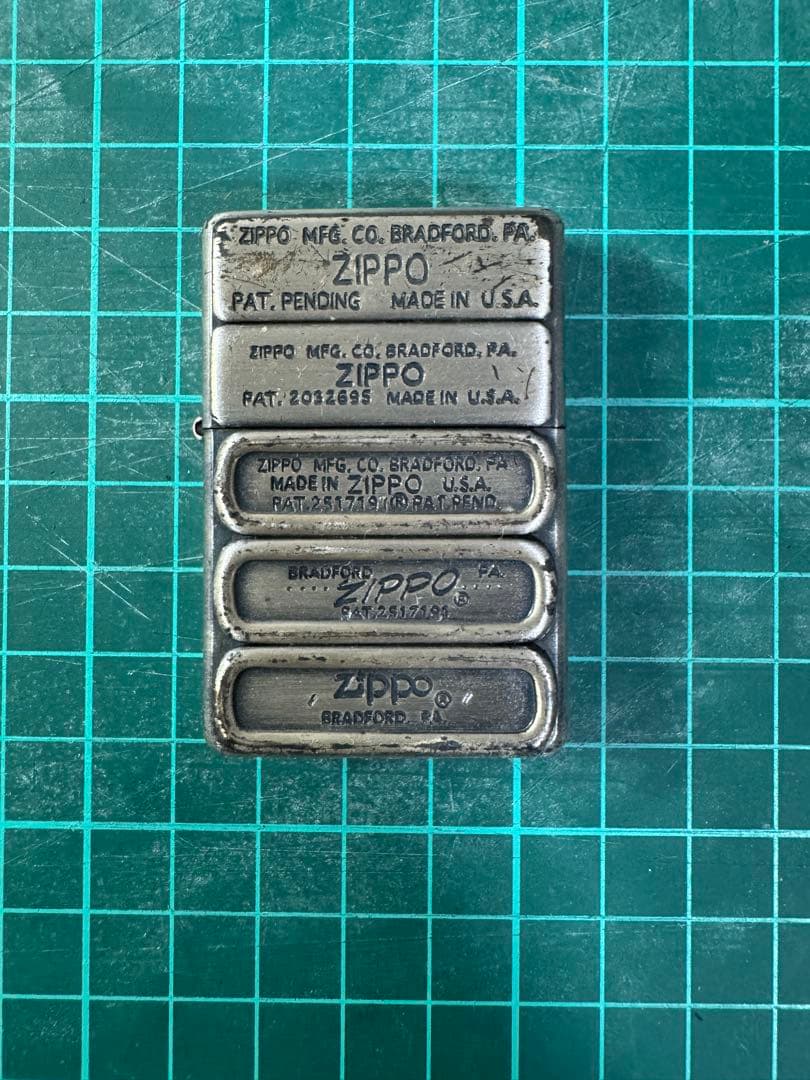 ZIPPO MFG. CO. BRADFORD. PA.
ZIPPO
PAT. PENDING MADE IN U.S.A.
ZIPPO MFG. CO. BRADFORD. PA.
ZIPPO
PAT. 2032695 MADE IN U.S.A.
ZIPPO MFG. CO. BRADFORD. PA
MADE IN ZIPPO U.S.A.
PAT.2517191 ® PAT.PEND.
BRADFORD PA.
ZIPPO ®
PAT.2517191
Zippo ®
BRADFORD. PA.